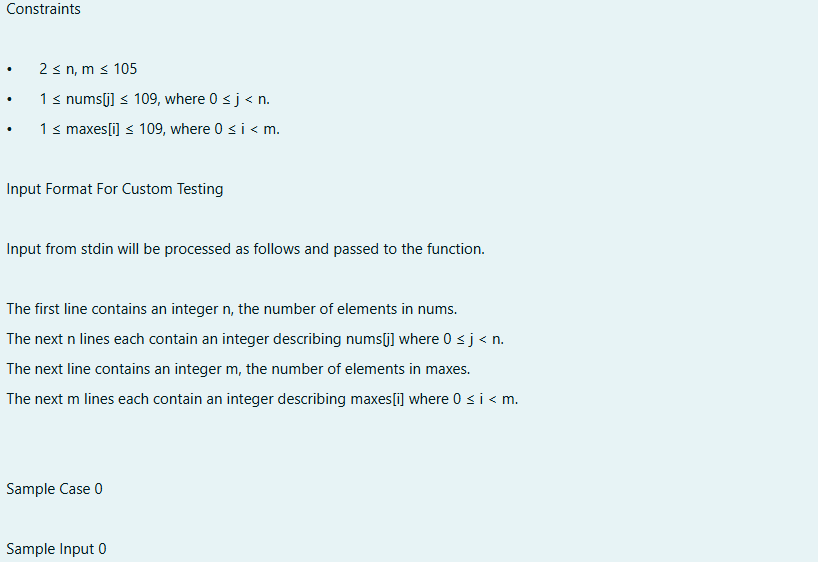 Constraints
• 2 ≤ n, m ≤ 105
• 1 ≤ nums[j] ≤ 109, where 0 ≤ j < n.
• 1 ≤ maxes[i] ≤ 109, where 0 ≤ i < m.
Input Format For Custom Testing
Input from stdin will be processed as follows and passed to the function.
The first line contains an integer n, the number of elements in nums.
The next n lines each contain an integer describing nums[j] where 0 ≤ j < n.
The next line contains an integer m, the number of elements in maxes.
The next m lines each contain an integer describing maxes[i] where 0 ≤ i < m.
Sample Case 0
Sample Input 0